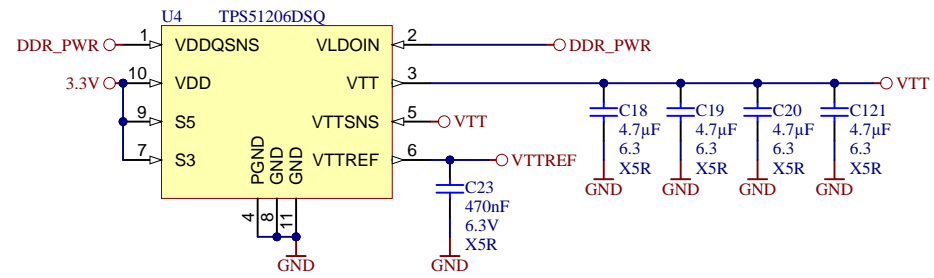 U4 TPS51206DSQ
DDR_PWR 1 VDDQSNS VLDOIN 2 DDR_PWR
3.3V 10 VDD VTT 3 VTT
9 S5 VTTSNS 5 VTT
7 S3 VTTREF 6 VTTREF
PGND GND GND
4 8 11
GND
C23
470nF
6.3V
X5R
GND
C18
4.7µF
6.3
X5R
GND
C19
4.7µF
6.3
X5R
GND
C20
4.7µF
6.3
X5R
GND
C121
4.7µF
6.3
X5R
GND